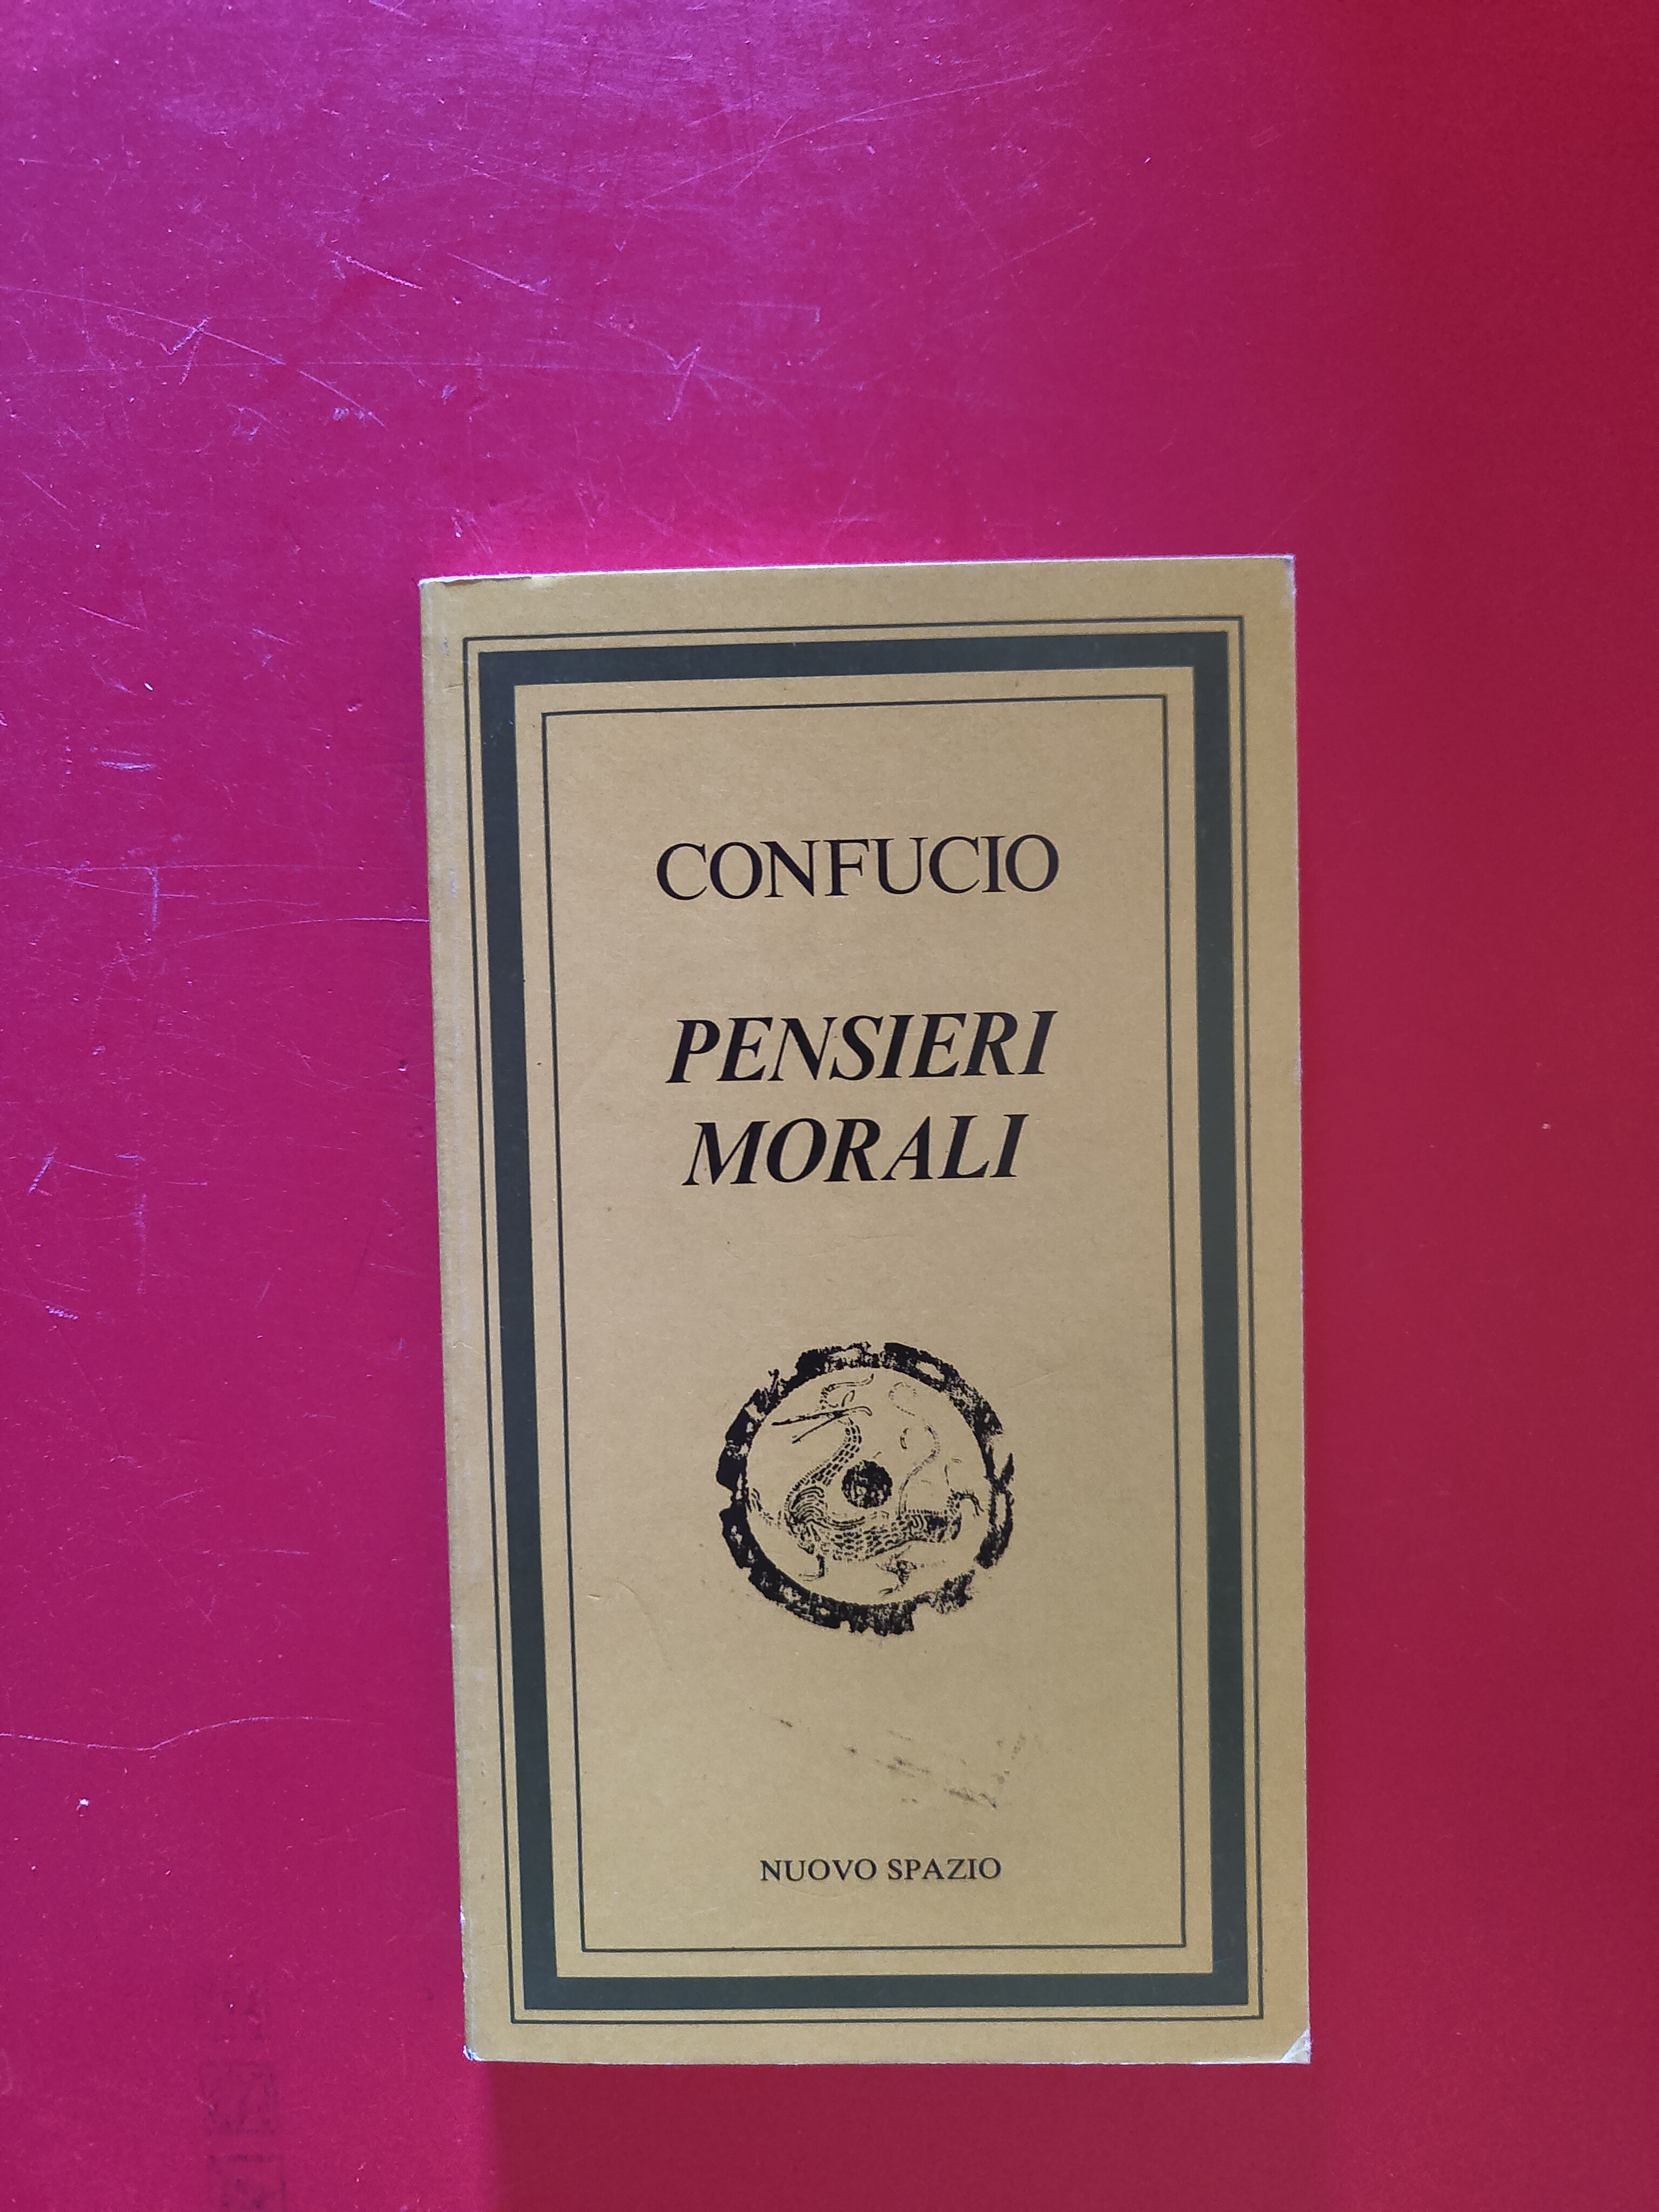 CONFUCIO
PENSIERI
MORALI
NUOVO SPAZIO